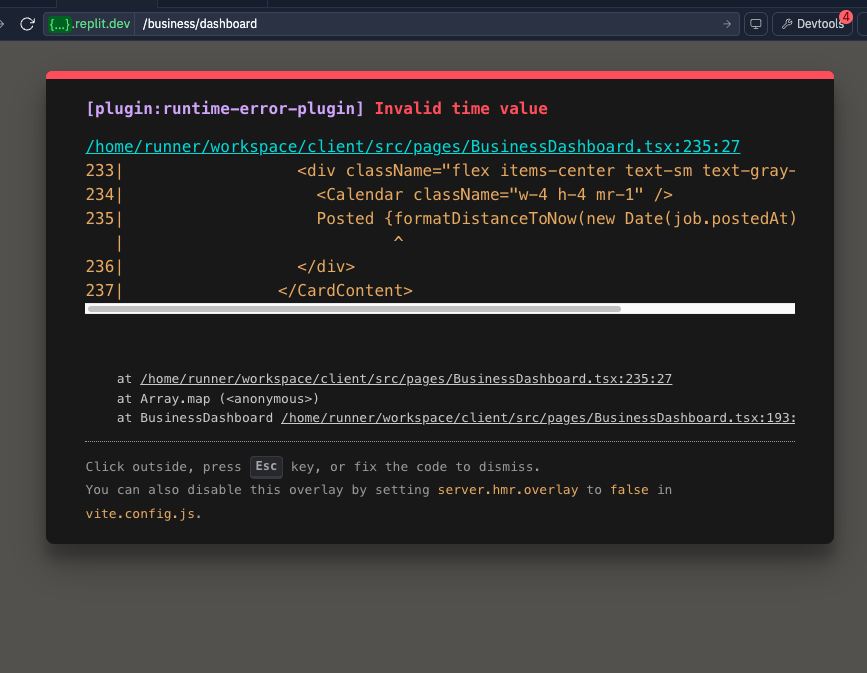 {...}.replit.dev /business/dashboard Devtools 4
[plugin:runtime-error-plugin] Invalid time value
/home/runner/workspace/client/src/pages/BusinessDashboard.tsx:235:27
233| <div className="flex items-center text-sm text-gray-
234| <Calendar className="w-4 h-4 mr-1" />
235| Posted {formatDistanceToNow(new Date(job.postedAt)
| ^
236| </div>
237| </CardContent>
at /home/runner/workspace/client/src/pages/BusinessDashboard.tsx:235:27
at Array.map (<anonymous>)
at BusinessDashboard /home/runner/workspace/client/src/pages/BusinessDashboard.tsx:193:
Click outside, press Esc key, or fix the code to dismiss.
You can also disable this overlay by setting server.hmr.overlay to false in
vite.config.js.